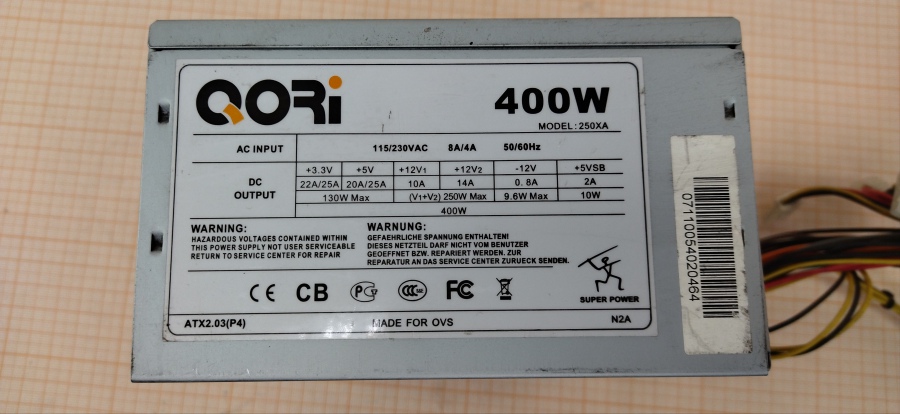 QORi
400W
MODEL: 250XA
AC INPUT 115/230VAC 8A/4A 50/60Hz
DC OUTPUT +3.3V +5V +12V1 +12V2 -12V +5VSB
22A/25A 20A/25A 10A 14A 0. 8A 2A
130W Max (V1+V2) 250W Max 9.6W Max 10W
400W
WARNING:
HAZARDOUS VOLTAGES CONTAINED WITHIN
THIS POWER SUPPLY NOT USER SERVICEABLE
RETURN TO SERVICE CENTER FOR REPAIR
WARNUNG:
GEFAEHRLICHE SPANNUNG ENTHALTEN!
DIESES NETZTEIL DARF NICHT VOM BENUTZER
GEOEFFNET BZW. REPARIERT WERDEN. ZUR
REPARATUR AN DAS SERVICE CENTER ZURUECK SENDEN.
CE CB PG CCC FC
SUPER POWER
ATX2.03(P4) MADE FOR OVS N2A
07110054020464